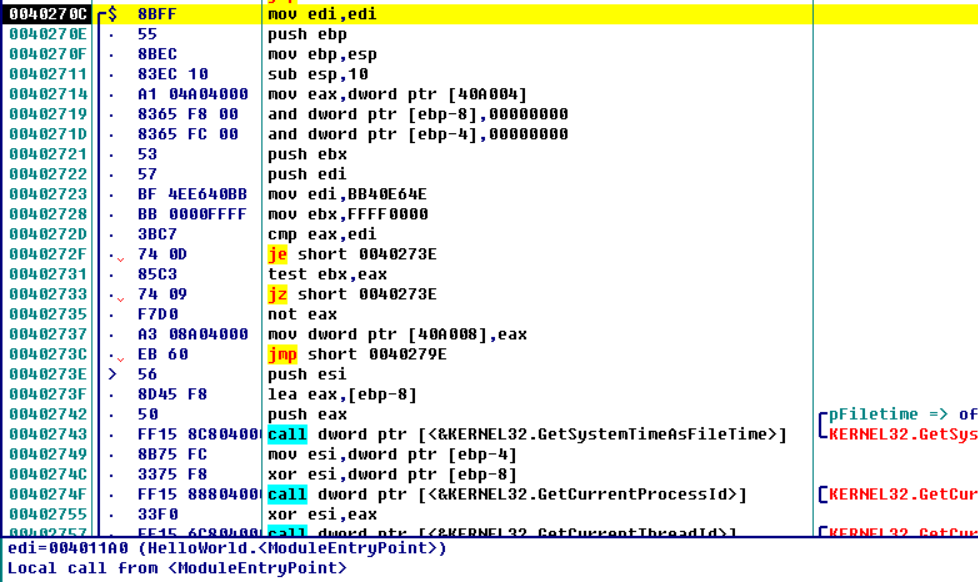 0040270C $ 8BFF mov edi,edi
0040270E . 55 push ebp
0040270F . 8BEC mov ebp,esp
00402711 . 83EC 10 sub esp,10
00402714 . A1 04A04000 mov eax,dword ptr [40A004]
00402719 . 8365 F8 00 and dword ptr [ebp-8],00000000
0040271D . 8365 FC 00 and dword ptr [ebp-4],00000000
00402721 . 53 push ebx
00402722 . 57 push edi
00402723 . BF 4EE640BB mov edi,BB40E64E
00402728 . BB 0000FFFF mov ebx,FFFF0000
0040272D . 3BC7 cmp eax,edi
0040272F . 74 0D je short 0040273E
00402731 . 85C3 test ebx,eax
00402733 . 74 09 jz short 0040273E
00402735 . F7D0 not eax
00402737 . A3 08A04000 mov dword ptr [40A008],eax
0040273C . EB 60 jmp short 0040279E
0040273E > 56 push esi
0040273F . 8D45 F8 lea eax,[ebp-8]
00402742 . 50 push eax pFiletime => of
00402743 . FF15 8C80400 call dword ptr [<&KERNEL32.GetSystemTimeAsFileTime>] KERNEL32.GetSys
00402749 . 8B75 FC mov esi,dword ptr [ebp-4]
0040274C . 3375 F8 xor esi,dword ptr [ebp-8]
0040274F . FF15 8880400 call dword ptr [<&KERNEL32.GetCurrentProcessId>] KERNEL32.GetCur
00402755 . 33F0 xor esi,eax
00402757 . FF15 6C80400 call dword ptr [<&KERNEL32.GetCurrentThreadId>] KERNEL32.GetCur
edi=004011A0 (HelloWorld.<ModuleEntryPoint>)
Local call from <ModuleEntryPoint>